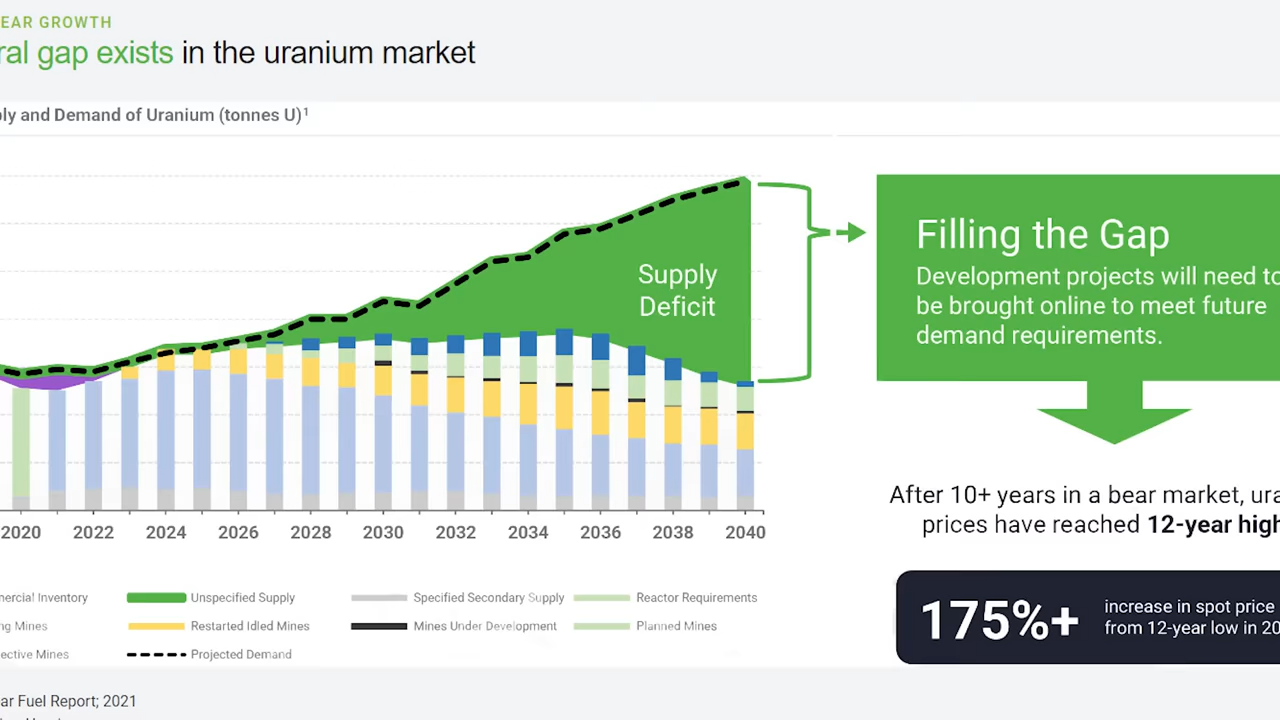 EAR GROWTH
ral gap exists in the uranium market
ply and Demand of Uranium (tonnes U)¹
Supply
Deficit
Filling the Gap
Development projects will need to
be brought online to meet future
demand requirements.
After 10+ years in a bear market, ura
prices have reached 12-year high
175%+
increase in spot price
from 12-year low in 20
2020 2022 2024 2026 2028 2030 2032 2034 2036 2038 2040
mercial Inventory Unspecified Supply Specified Secondary Supply Reactor Requirements
ng Mines Restarted Idled Mines Mines Under Development Planned Mines
ective Mines Projected Demand
ar Fuel Report; 2021